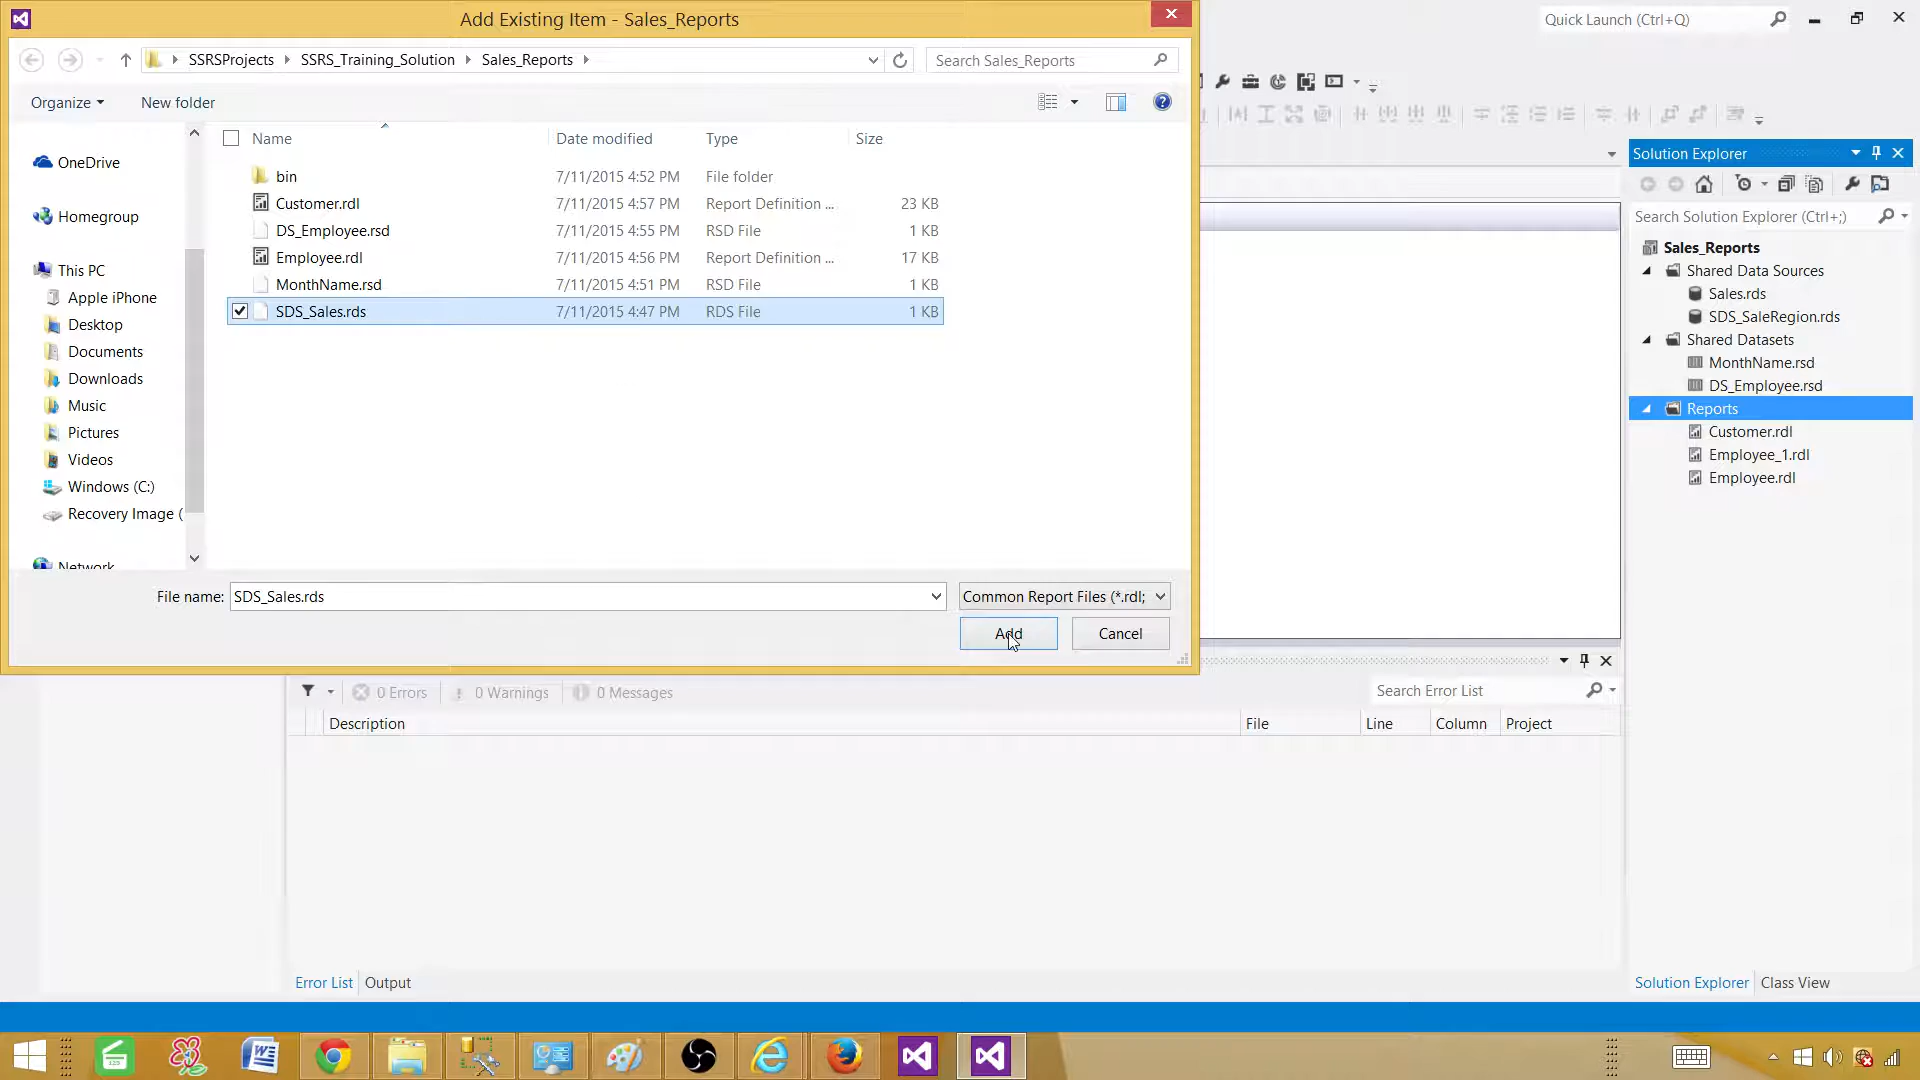 Add Existing Item - Sales_Reports
Quick Launch (Ctrl+Q)
SSRSProjects
SSRS_Training_Solution
Sales_Reports
Search Sales_Reports
Organize
New folder
Name
Date modified
Type
Size
OneDrive
Homegroup
This PC
Apple iPhone
Desktop
Documents
Downloads
Music
Pictures
Videos
Windows (C:)
Recovery Image (
Network
bin 7/11/2015 4:52 PM File folder
Customer.rdl 7/11/2015 4:57 PM Report Definition ... 23 KB
DS_Employee.rsd 7/11/2015 4:55 PM RSD File 1 KB
Employee.rdl 7/11/2015 4:56 PM Report Definition ... 17 KB
MonthName.rsd 7/11/2015 4:51 PM RSD File 1 KB
SDS_Sales.rds 7/11/2015 4:47 PM RDS File 1 KB
File name: SDS_Sales.rds
Common Report Files (*.rdl;
Add
Cancel
Solution Explorer
Search Solution Explorer (Ctrl+;)
Sales_Reports
Shared Data Sources
Sales.rds
SDS_SaleRegion.rds
Shared Datasets
MonthName.rsd
DS_Employee.rsd
Reports
Customer.rdl
Employee_1.rdl
Employee.rdl
0 Errors
0 Warnings
0 Messages
Search Error List
Description
File
Line
Column
Project
Error List
Output
Solution Explorer
Class View